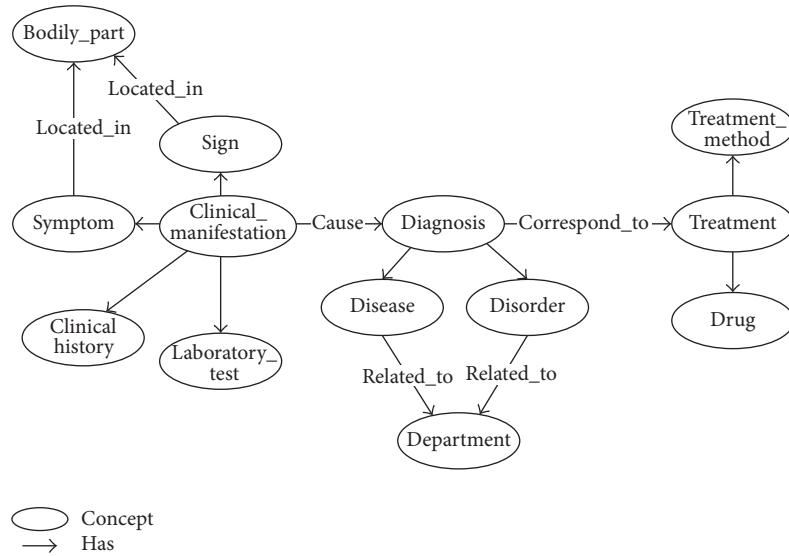 Bodily_part
Located_in
Located_in
Sign
Symptom
Clinical_
manifestation
Cause
Diagnosis
Correspond_to
Treatment
Treatment_
method
Drug
Clinical
history
Laboratory_
test
Disease
Disorder
Related_to
Related_to
Department
Concept
Has